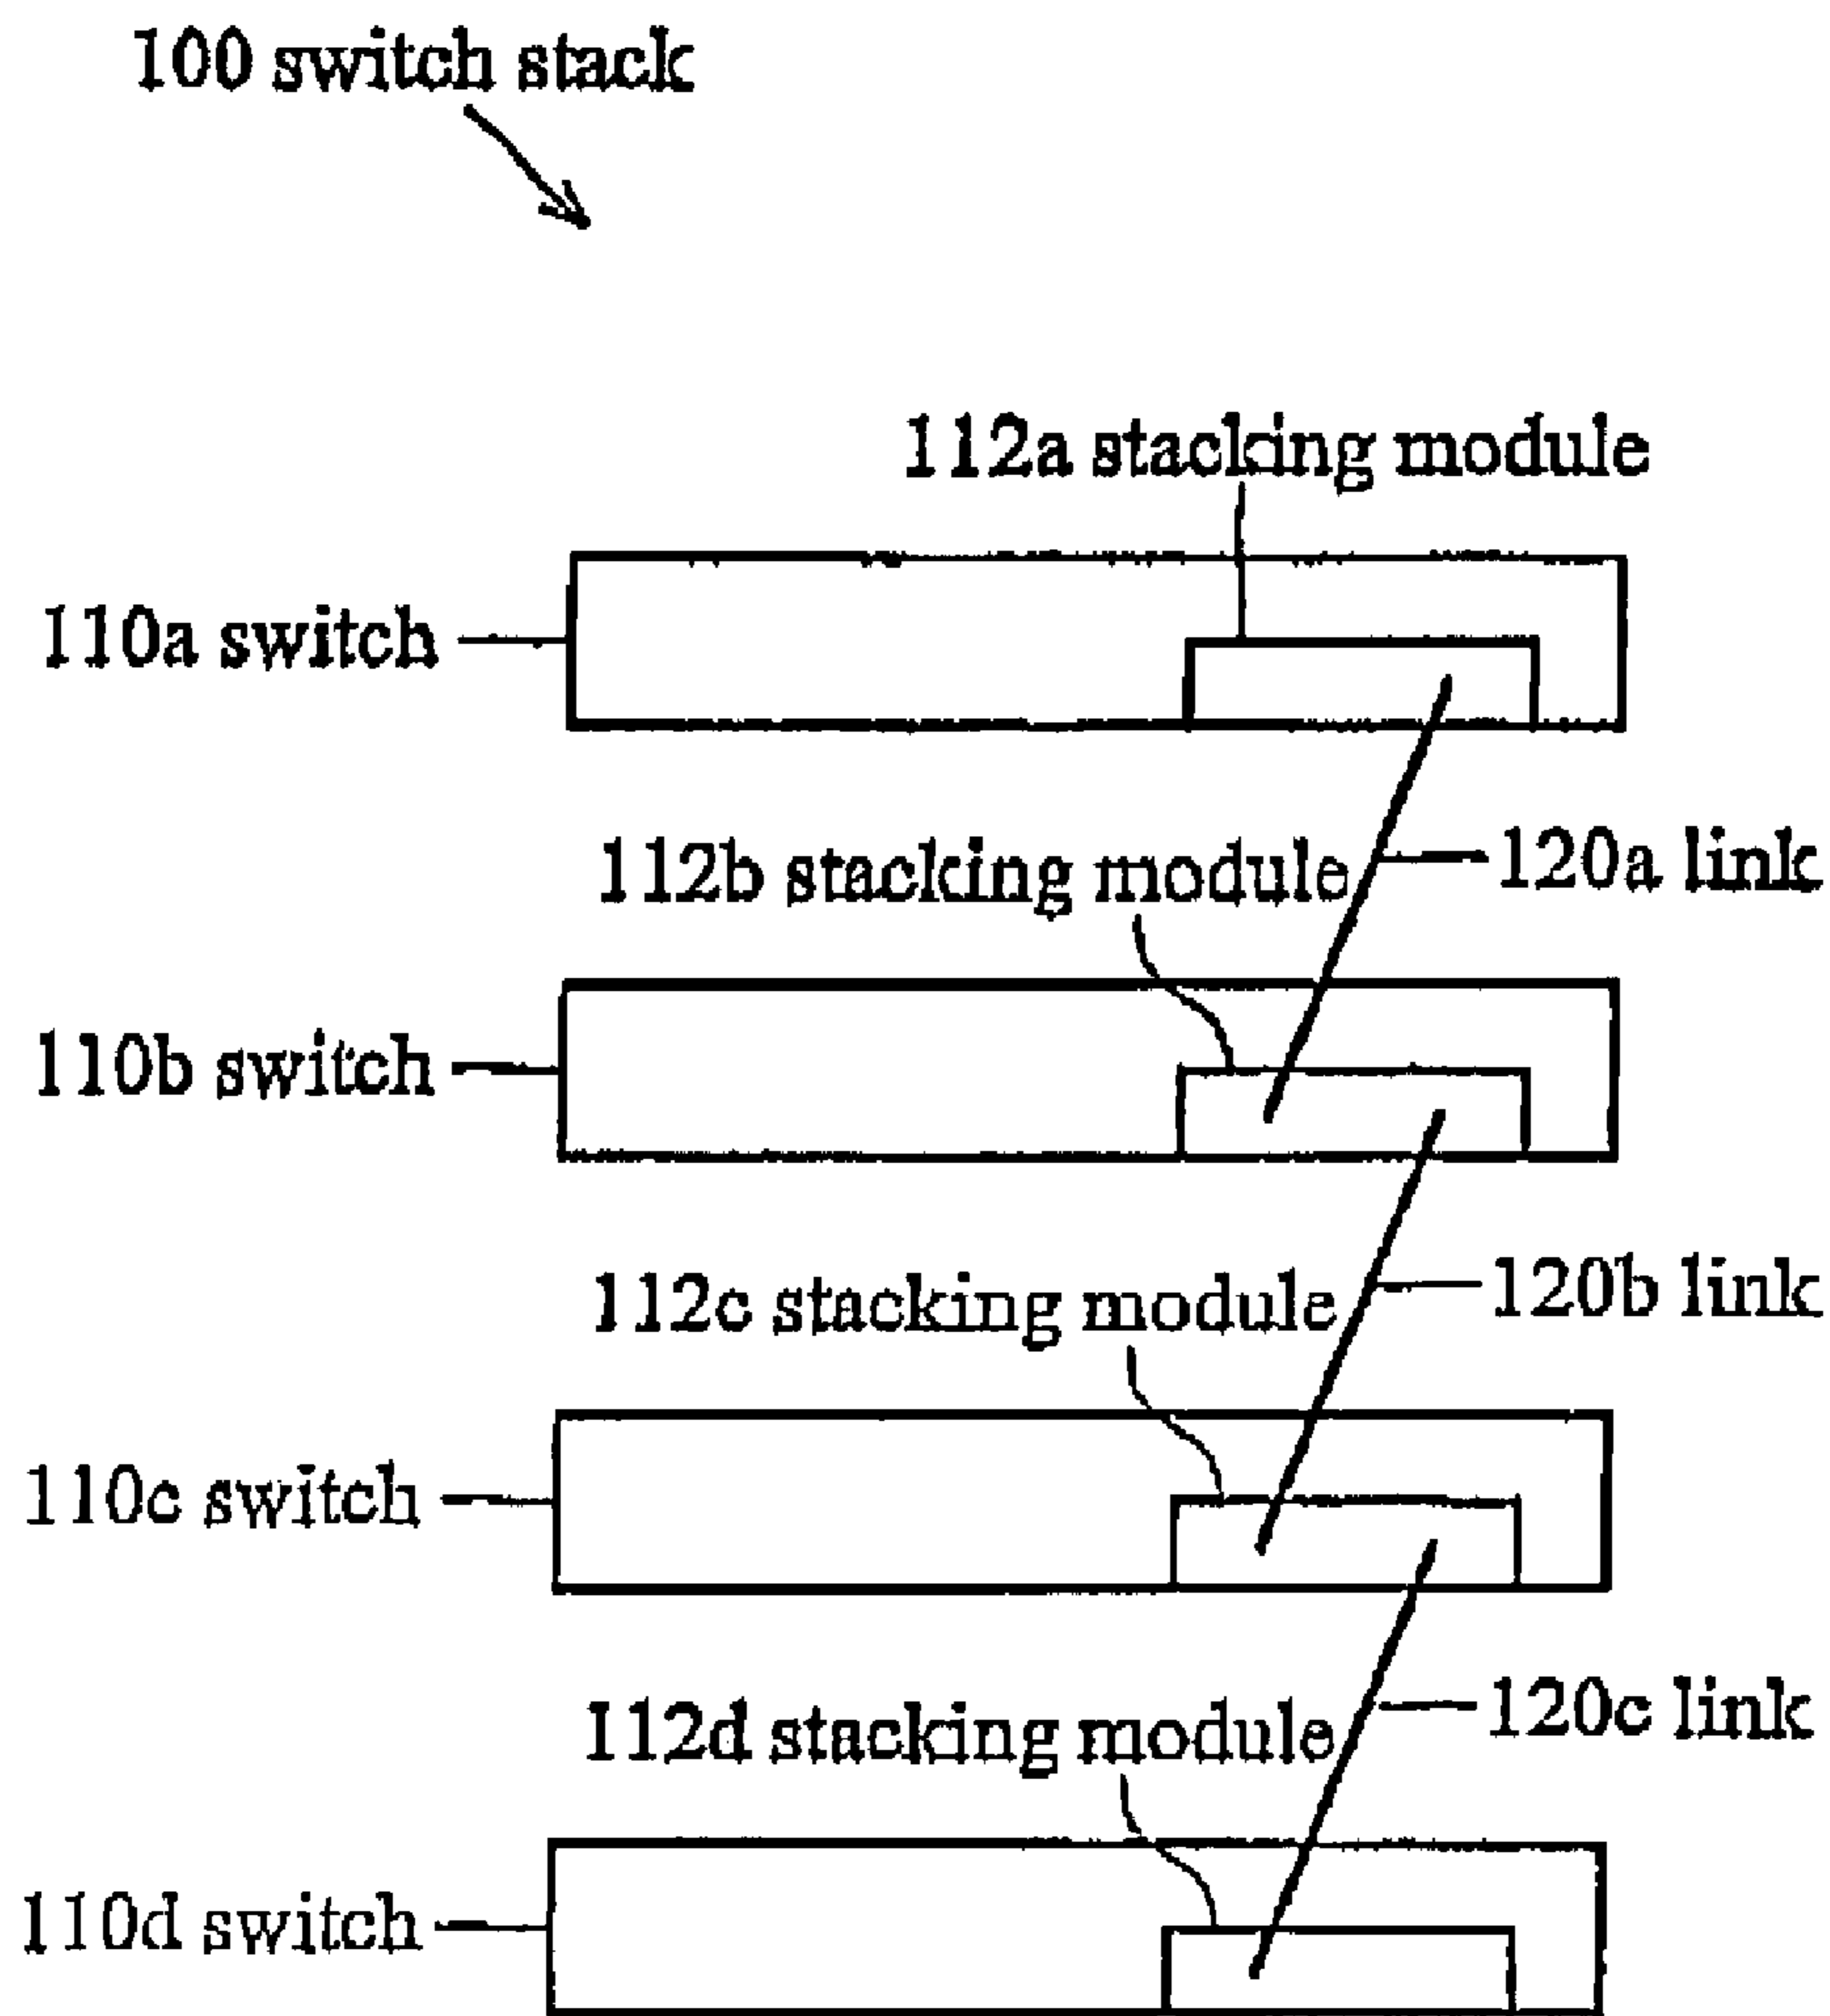 100 switch stack
112a stacking module
110a switch
112b stacking module
120a link
110b switch
112c stacking module
120b link
110c switch
112d stacking module
120c link
110d switch